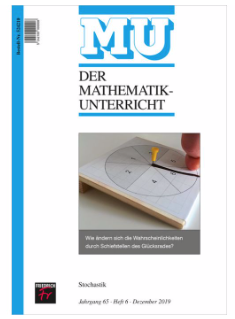 MU
DER
MATHEMATIK-
UNTERRICHT
Wie ändern sich die Wahrscheinlichkeiten
durch Schiefstellen des Glücksrades?
FRIEDRICH
Stochastik
Jahrgang 65 · Heft 6 · Dezember 2019